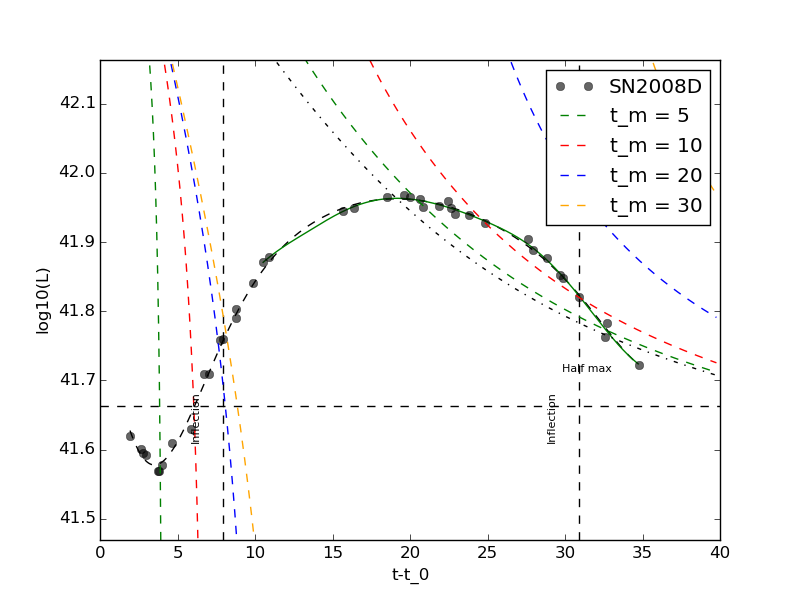 42.1
42.0
41.9
41.8
41.7
41.6
41.5
log10(L)
SN2008D
t_m = 5
t_m = 10
t_m = 20
t_m = 30
Half max
Inflection
Inflection
0 5 10 15 20 25 30 35 40
t-t_0